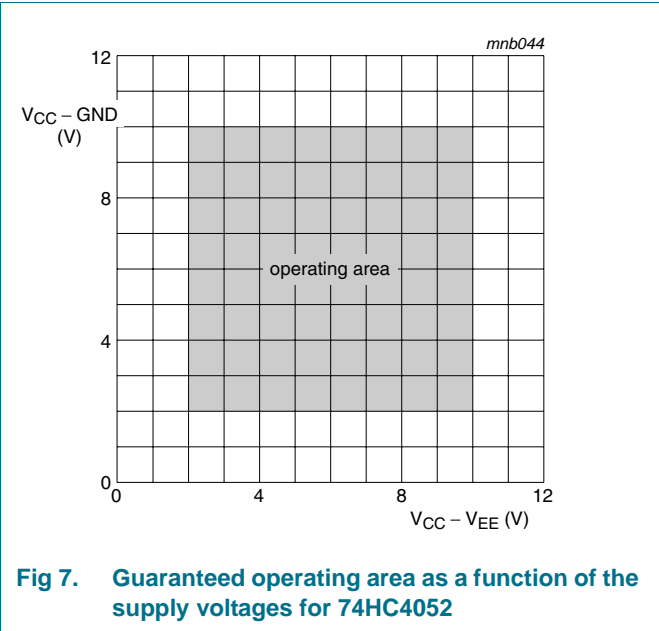 mnb044
12
VCC – GND
(V)
8
operating area
4
0
0 4 8 12
VCC – VEE (V)
Fig 7. Guaranteed operating area as a function of the
supply voltages for 74HC4052